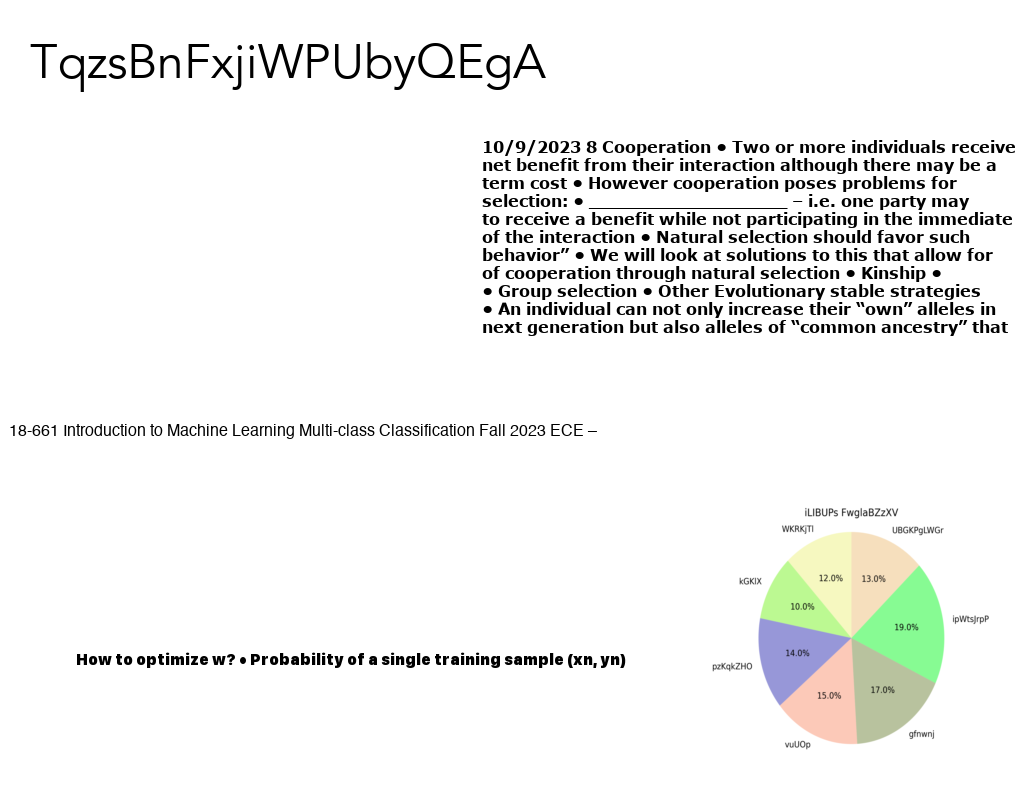 TqzsBnFxjiWPUbyQEgA
10/9/2023 8 Cooperation ● Two or more individuals receive
net benefit from their interaction although there may be a
term cost ● However cooperation poses problems for
selection: ● ______________________ – i.e. one party may
to receive a benefit while not participating in the immediate
of the interaction ● Natural selection should favor such
behavior” ● We will look at solutions to this that allow for
of cooperation through natural selection ● Kinship ●
● Group selection ● Other Evolutionary stable strategies
● An individual can not only increase their “own” alleles in
next generation but also alleles of “common ancestry” that
18-661 Introduction to Machine Learning Multi-class Classification Fall 2023 ECE –
How to optimize w? • Probability of a single training sample (xn, yn)
iLIBUPs FwglaBZzXV
WKRKjTl
UBGKPgLWGr
12.0%
13.0%
kGKIX
10.0%
ipWtsJrpP
19.0%
14.0%
pzKqkZHO
17.0%
15.0%
gfnwnj
vuUOp